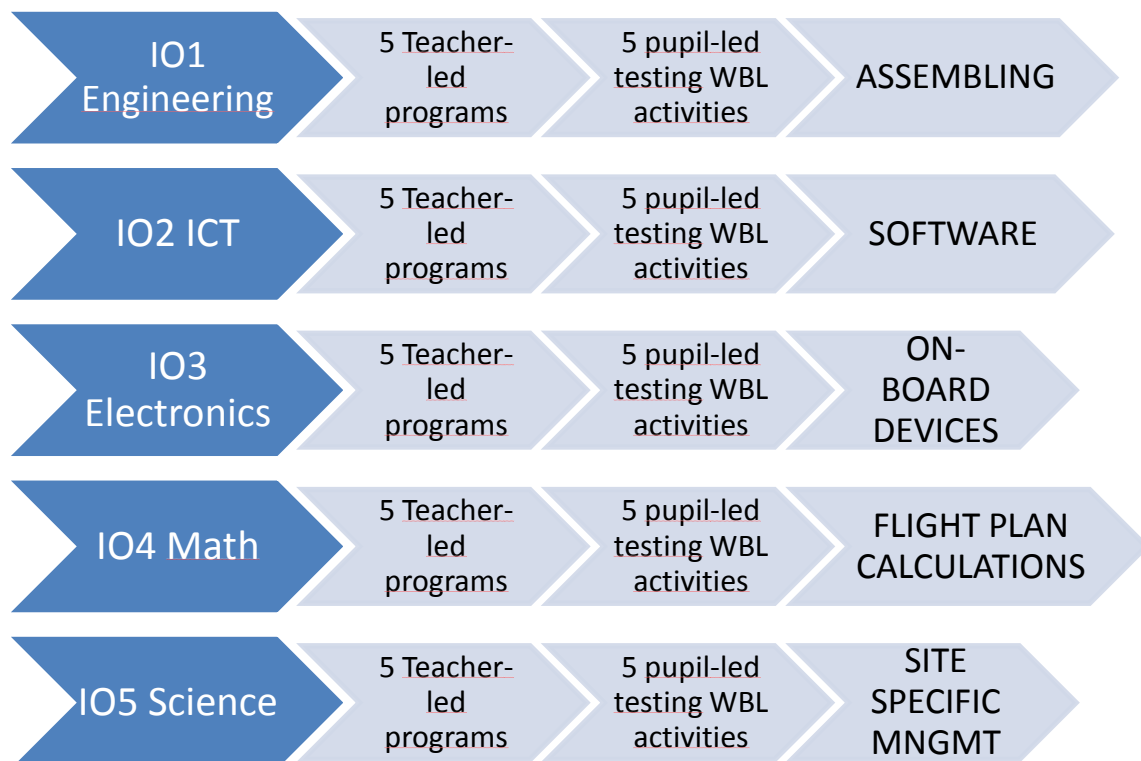 IO1
Engineering
5 Teacher-
led
programs
5 pupil-led
testing WBL
activities
ASSEMBLING
IO2 ICT
5 Teacher-
led
programs
5 pupil-led
testing WBL
activities
SOFTWARE
IO3
Electronics
5 Teacher-
led
programs
5 pupil-led
testing WBL
activities
ON-
BOARD
DEVICES
IO4 Math
5 Teacher-
led
programs
5 pupil-led
testing WBL
activities
FLIGHT PLAN
CALCULATIONS
IO5 Science
5 Teacher-
led
programs
5 pupil-led
testing WBL
activities
SITE
SPECIFIC
MNGMT